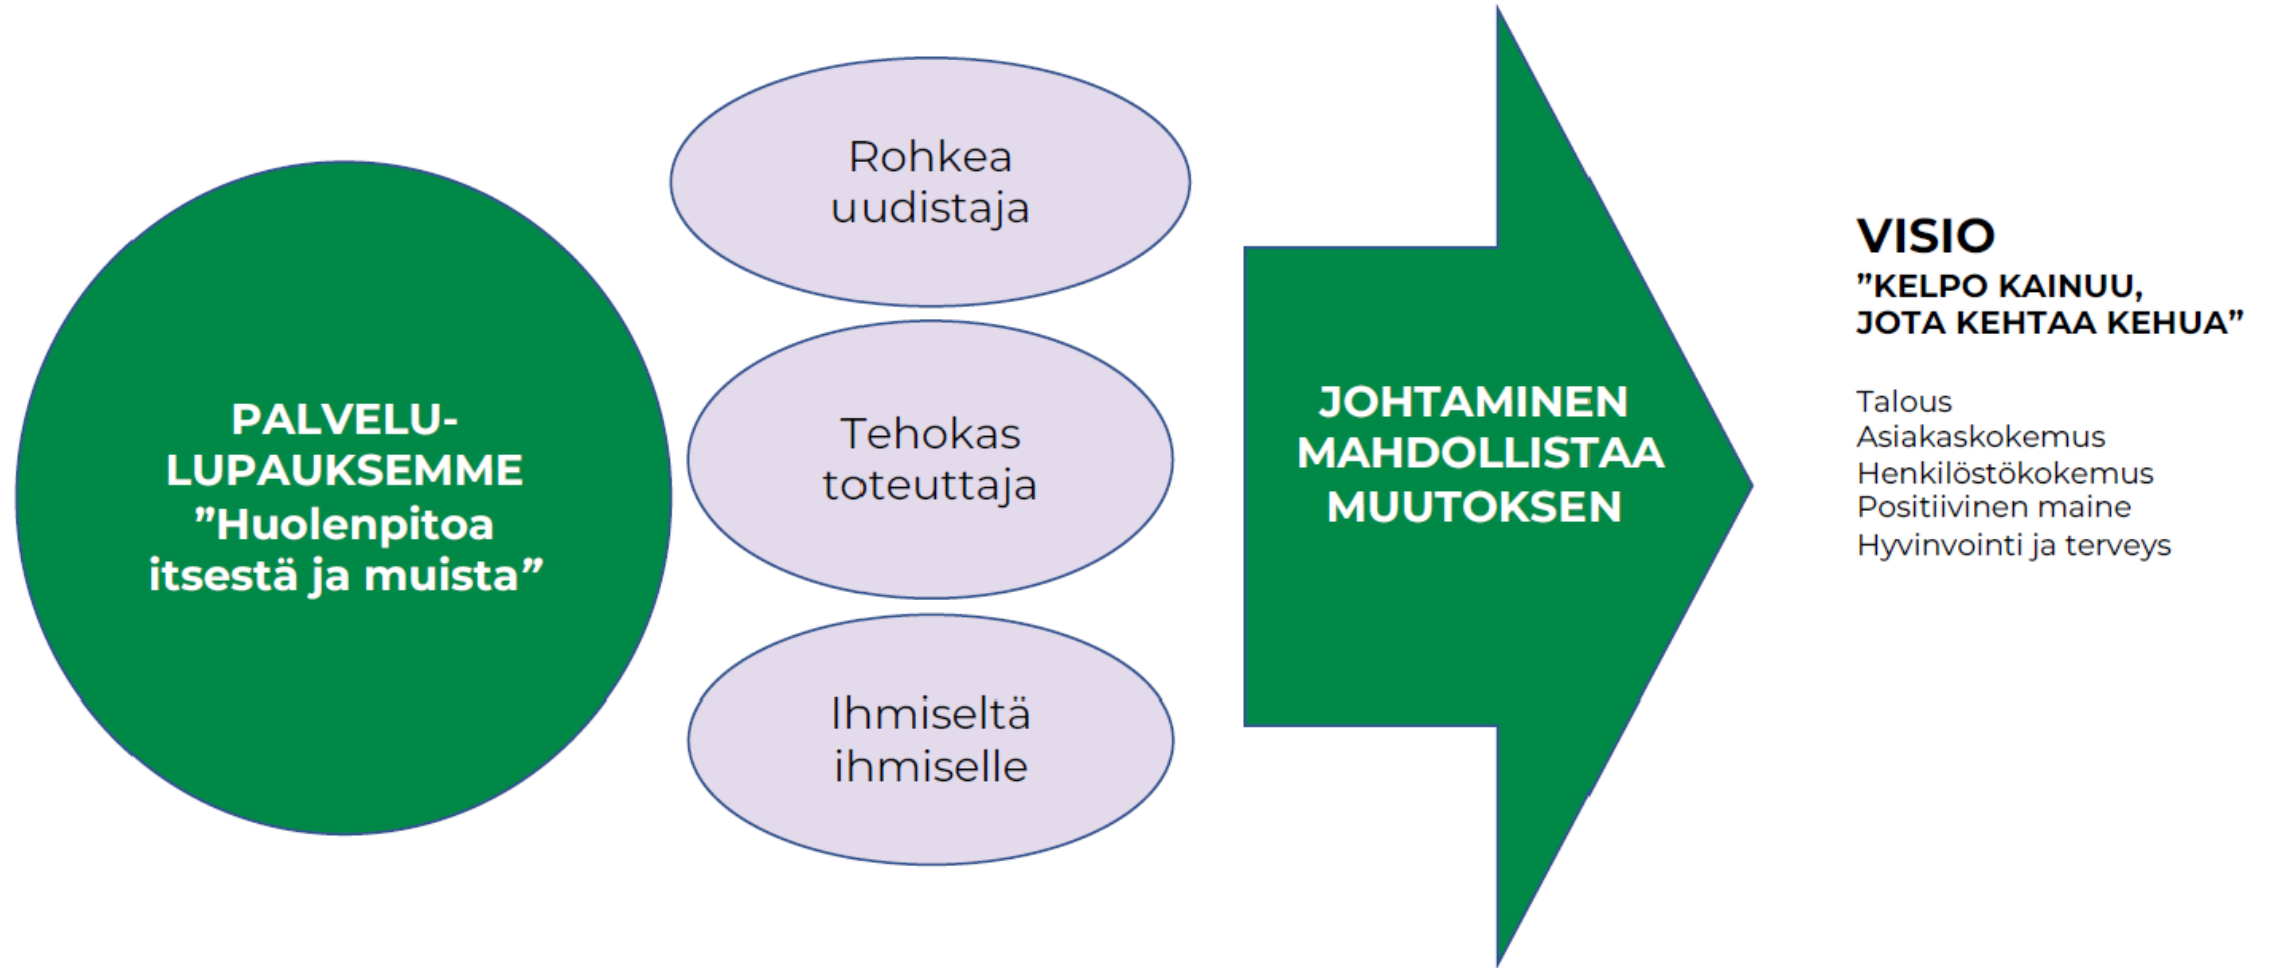 PALVELU-
LUPAUKSEMME
”Huolenpitoa
itsestä ja muista”
Rohkea
uudistaja
Tehokas
toteuttaja
Ihmiseltä
ihmiselle
JOHTAMINEN
MAHDOLLISTAA
MUUTOKSEN
VISIO
”KELPO KAINUU,
JOTA KEHTAA KEHUA”
Talous
Asiakaskokemus
Henkilöstökokemus
Positiivinen maine
Hyvinvointi ja terveys